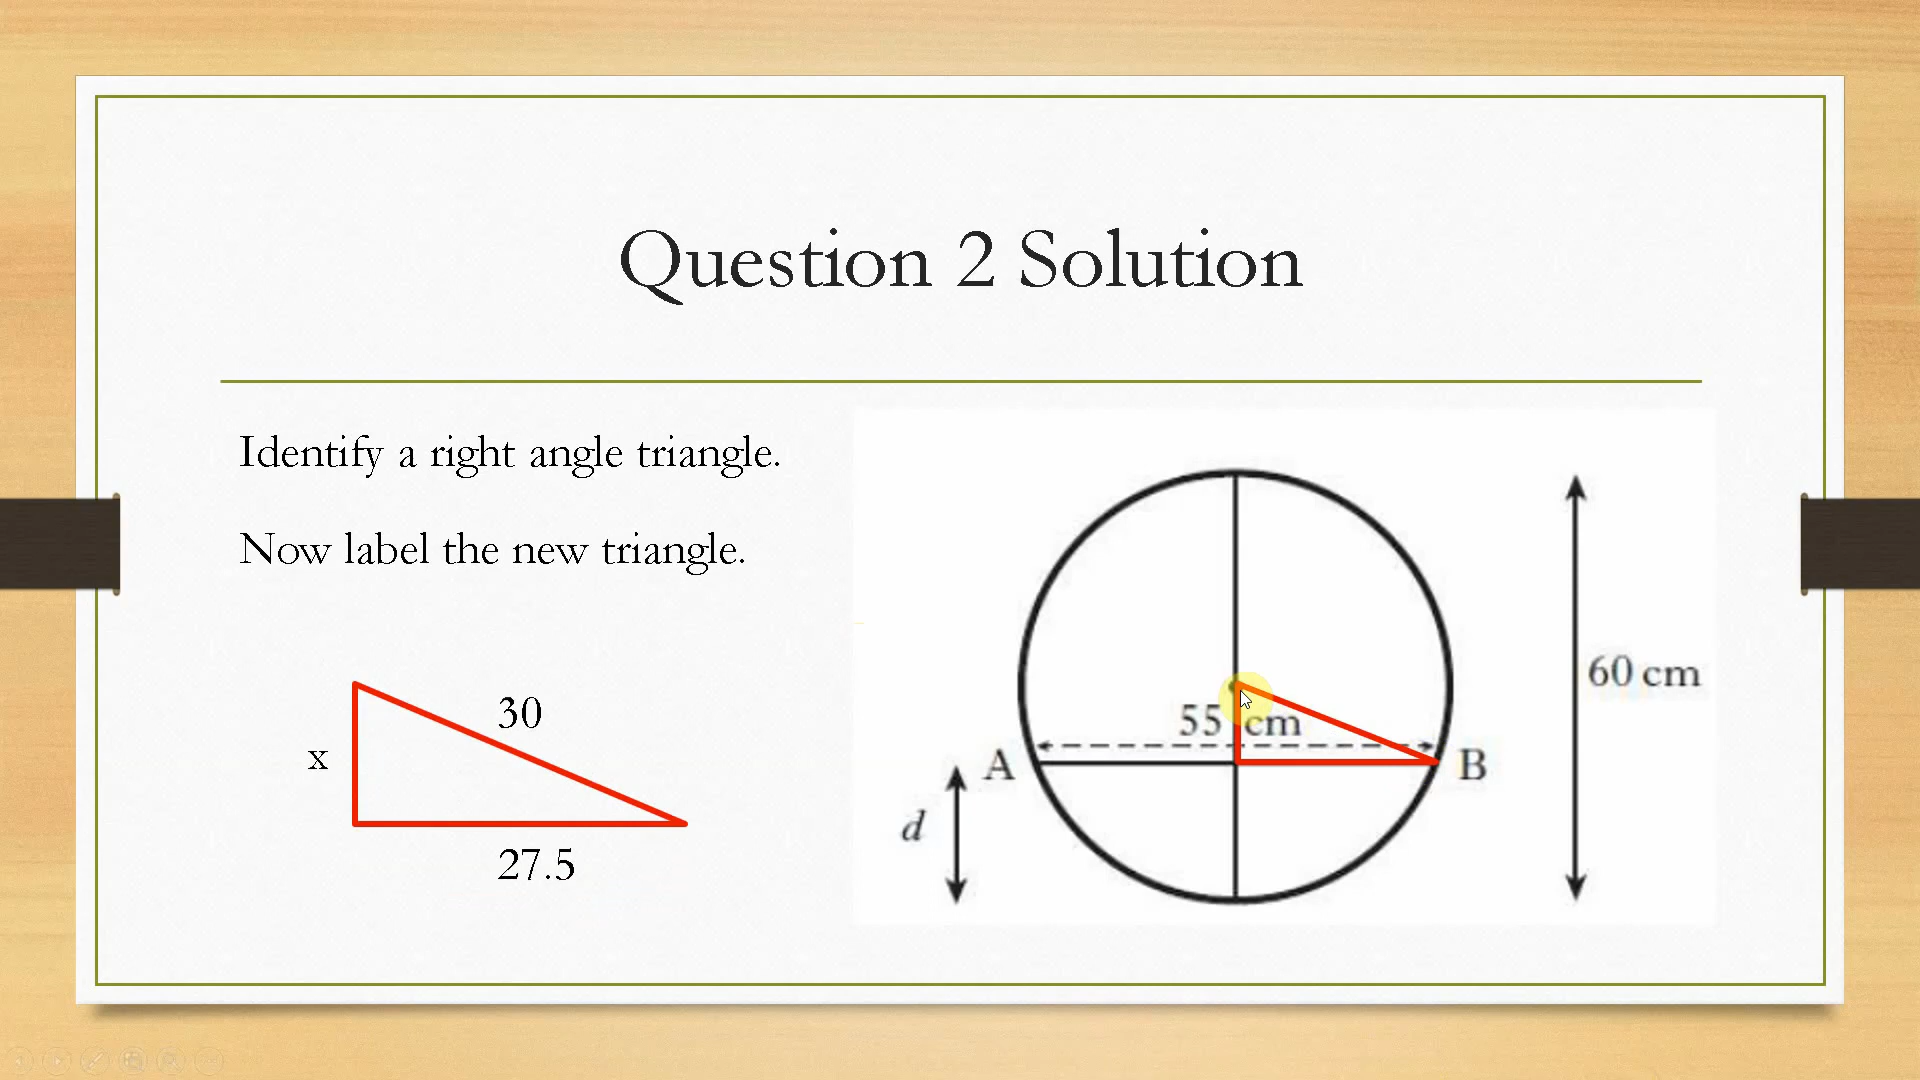 Question 2 Solution
Identify a right angle triangle.
Now label the new triangle.
30
x
27.5
60 cm
55 cm
A
B
d